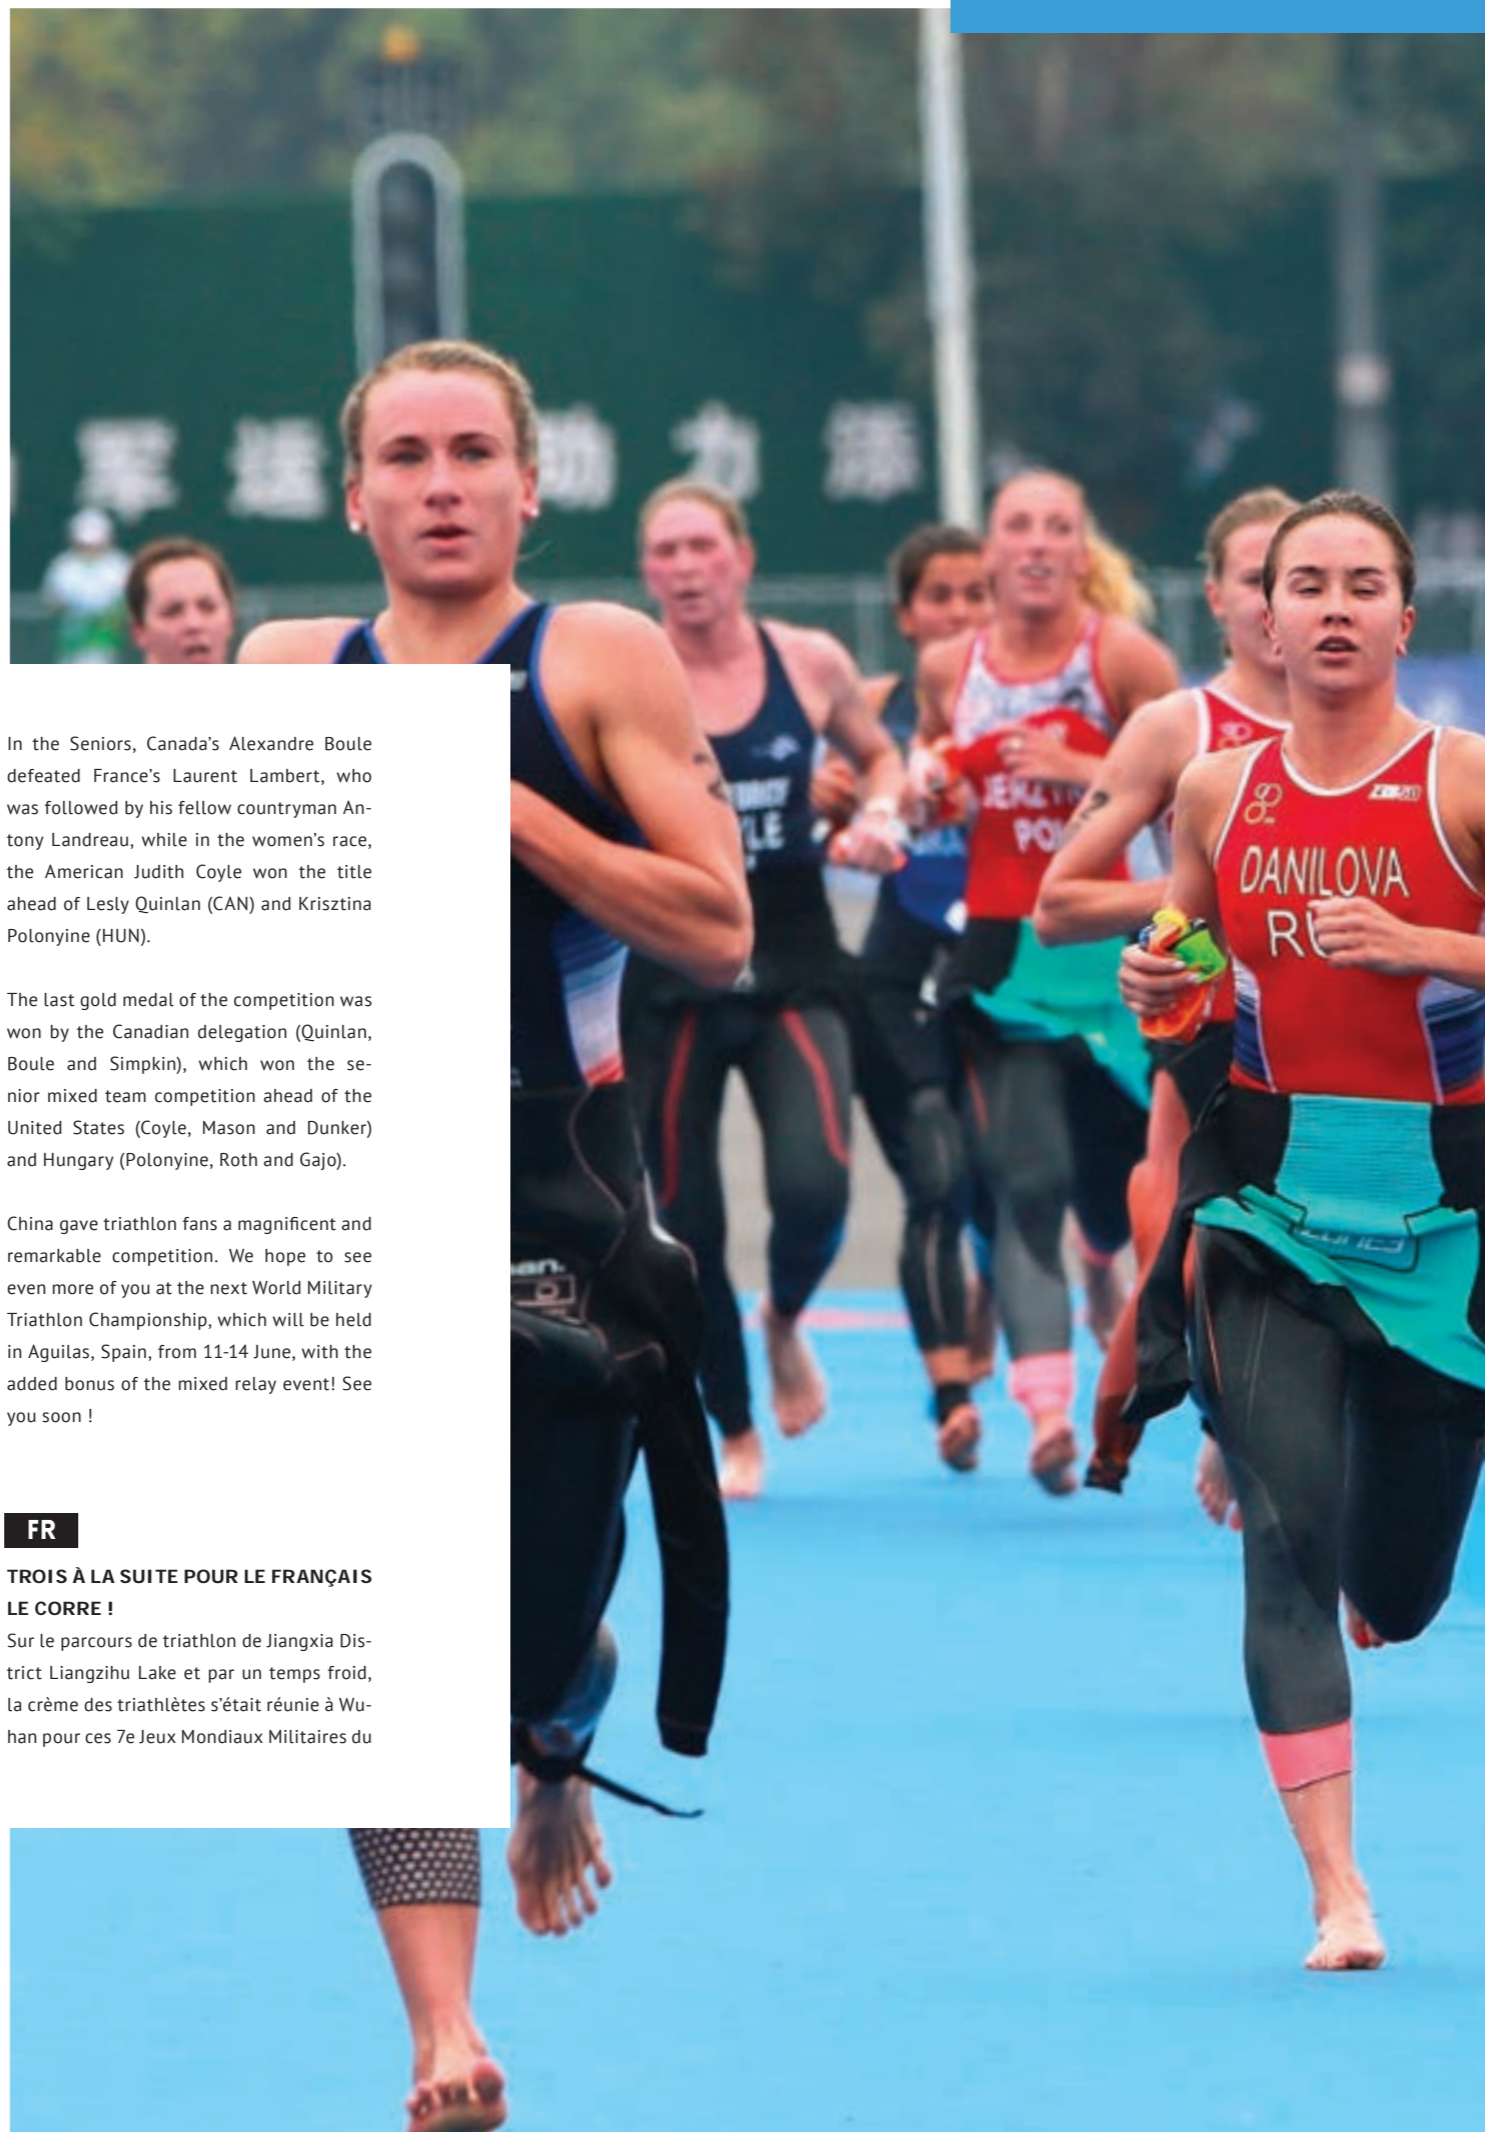 军 运 助 力 添
In the Seniors, Canada's Alexandre Boule
defeated France's Laurent Lambert, who
was followed by his fellow countryman An-
tony Landreau, while in the women's race,
the American Judith Coyle won the title
ahead of Lesly Quinlan (CAN) and Krisztina
Polonyine (HUN).
The last gold medal of the competition was
won by the Canadian delegation (Quinlan,
Boule and Simpkin), which won the se-
nior mixed team competition ahead of the
United States (Coyle, Mason and Dunker)
and Hungary (Polonyine, Roth and Gajo).
China gave triathlon fans a magnificent and
remarkable competition. We hope to see
even more of you at the next World Military
Triathlon Championship, which will be held
in Aguilas, Spain, from 11-14 June, with the
added bonus of the mixed relay event! See
you soon !
FR
TROIS À LA SUITE POUR LE FRANÇAIS
LE CORRE !
Sur le parcours de triathlon de Jiangxia Dis-
trict Liangzihu Lake et par un temps froid,
la crème des triathlètes s'était réunie à Wu-
han pour ces 7e Jeux Mondiaux Militaires du
DANILOVA